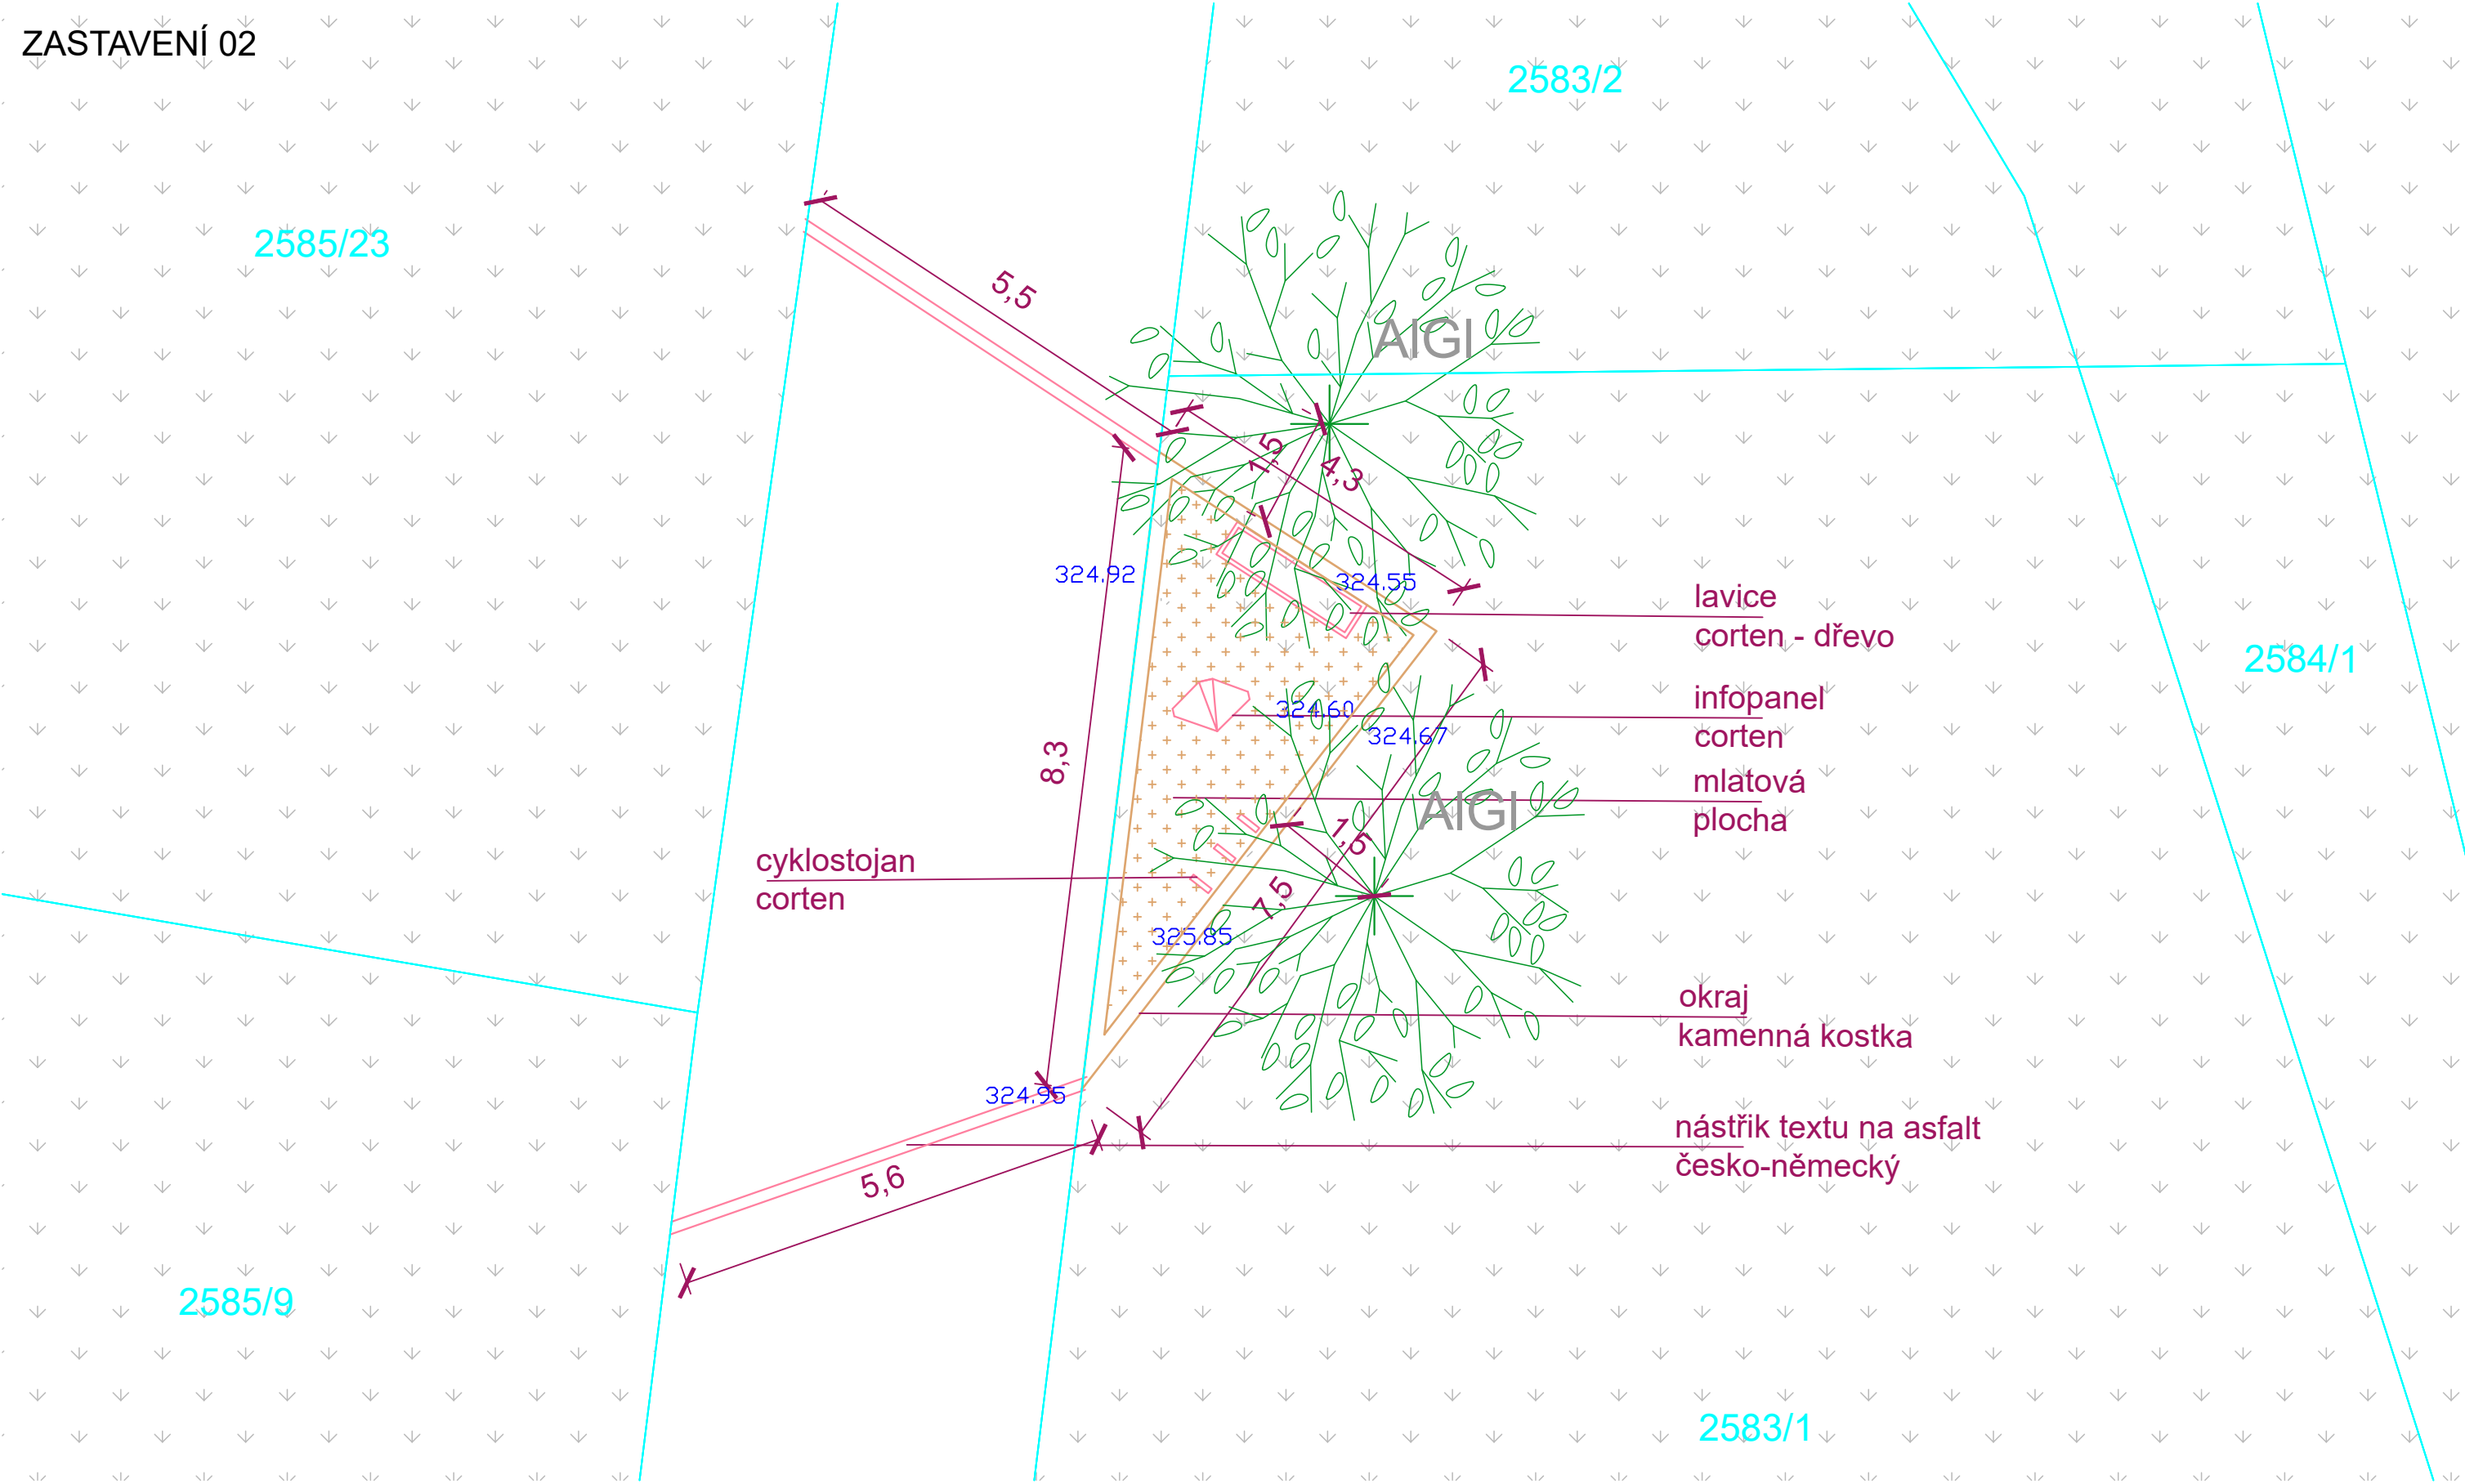 ZASTAVENÍ 02
2583/2
2585/23
5,5
AIGI
1,5
4,3
324.92
324.55
lavice
corten - dřevo
2584/1
infopanel
corten
324.60
324.67
8,3
mlatová
plocha
AIGI
1,5
cyklostojan
corten
7,5
325.85
okraj
kamenná kostka
324.95
nástřik textu na asfalt
česko-německý
5,6
2585/9
2583/1